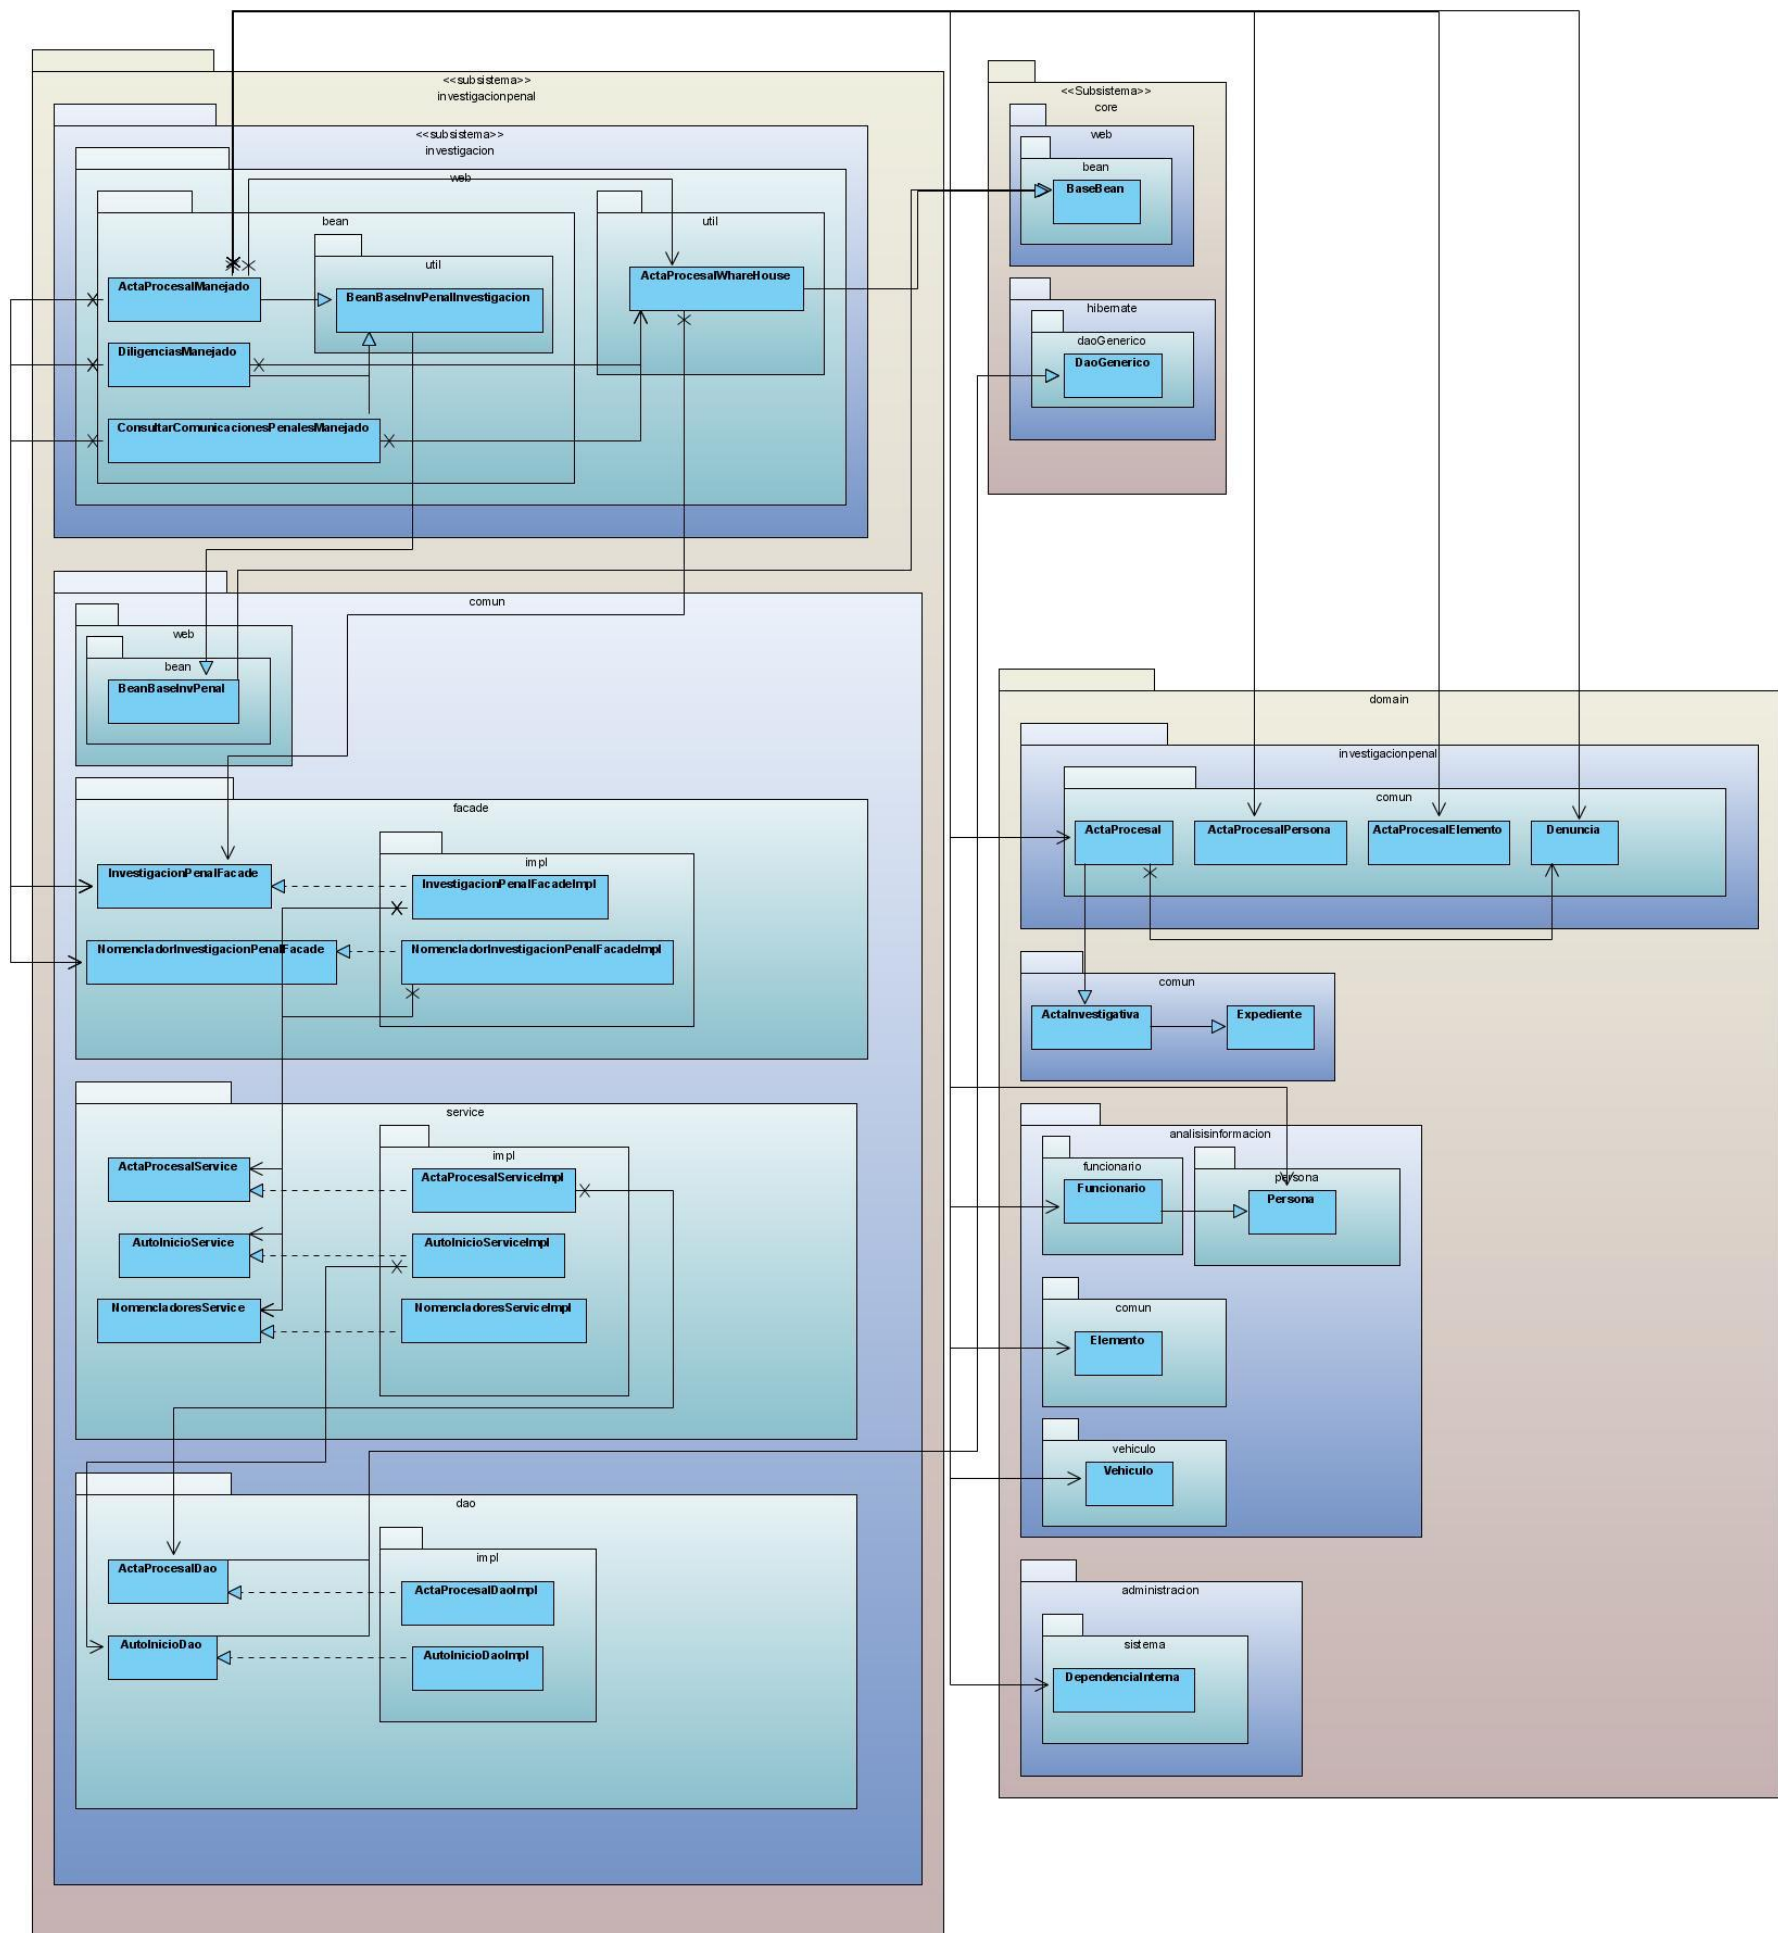 <<subsistema>>
investigacionpenal
<<subsistema>>
investigacion
web
bean
util
ActaProcesalManejado
BeanBaseInvPenalInvestigacion
DiligenciasManejado
ConsultarComunicacionesPenalesManejado
util
ActaProcesalWhareHouse
comun
web
bean
BeanBaseInvPenal
facade
InvestigacionPenalFacade
NomencladorInvestigacionPenalFacade
impl
InvestigacionPenalFacadeImpl
NomencladorInvestigacionPenalFacadeImpl
service
ActaProcesalService
AutoInicioService
NomencladoresService
impl
ActaProcesalServiceImpl
AutoInicioServiceImpl
NomencladoresServiceImpl
dao
ActaProcesalDao
AutoInicioDao
impl
ActaProcesalDaoImpl
AutoInicioDaoImpl
<<Subsistema>>
core
web
bean
BaseBean
hibernate
daoGenerico
DaoGenerico
domain
investigacionpenal
comun
ActaProcesal
ActaProcesalPersona
ActaProcesalElemento
Denuncia
comun
ActaInvestigativa
Expediente
analisisinformacion
funcionario
Funcionario
persona
Persona
comun
Elemento
vehiculo
Vehiculo
administracion
sistema
DependenciaInterna